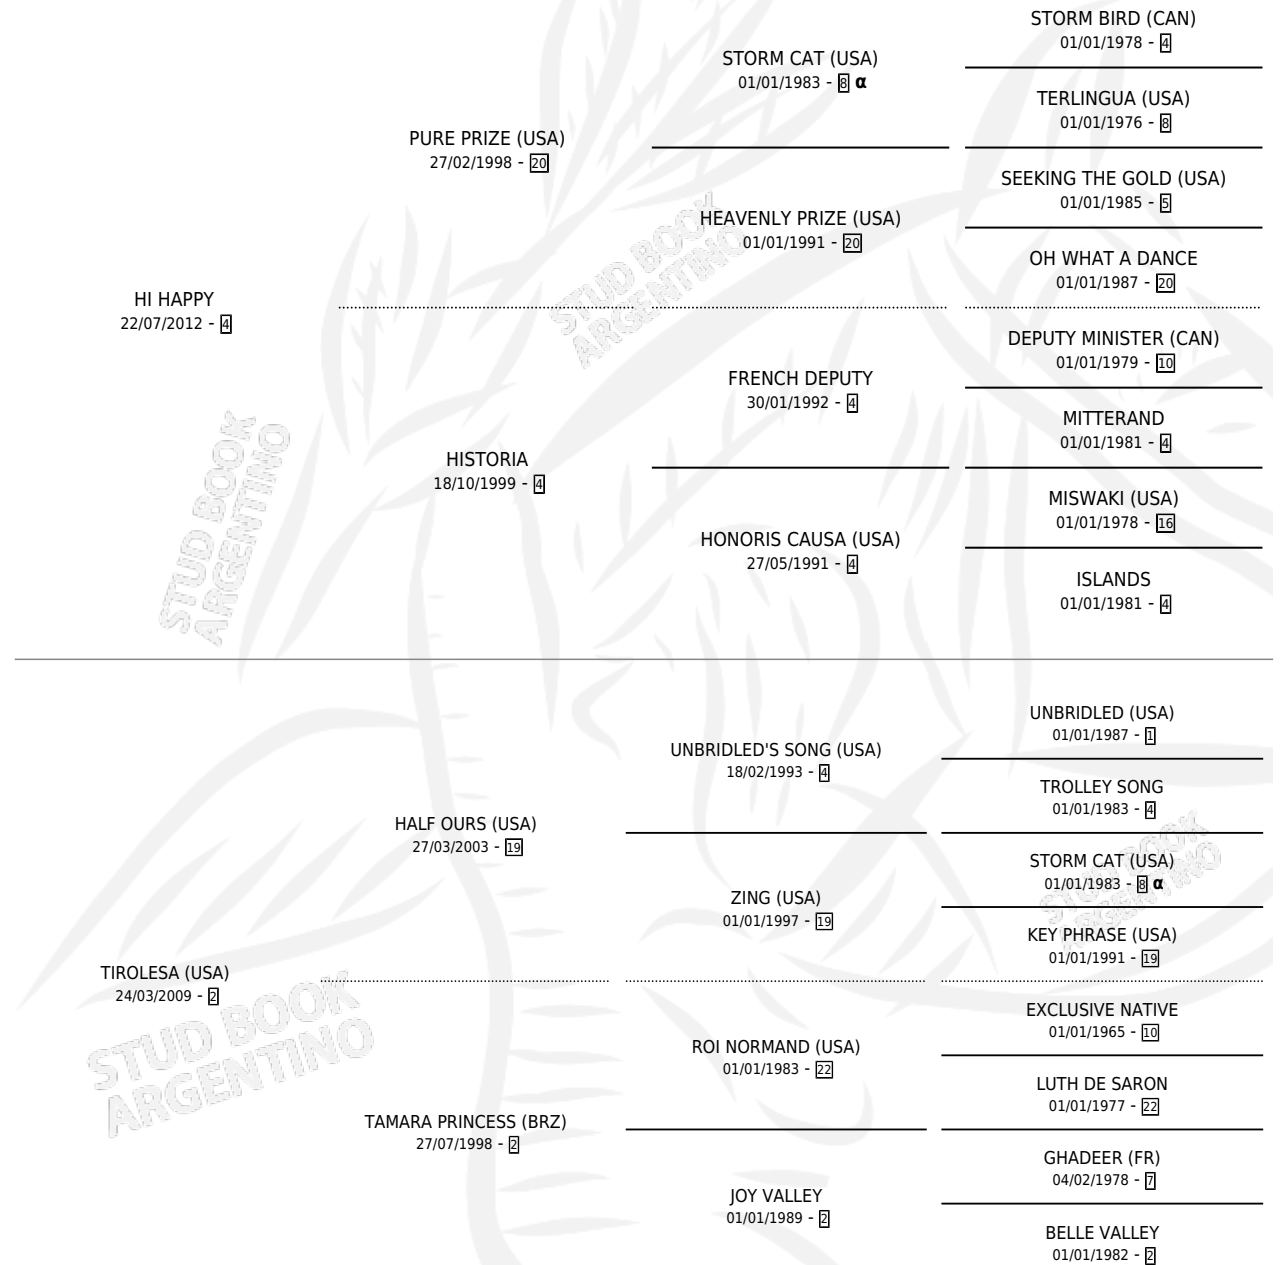 STORM BIRD (CAN)
01/01/1978 - 4
STORM CAT (USA)
01/01/1983 - 8 α
TERLINGUA (USA)
01/01/1976 - 8
PURE PRIZE (USA)
27/02/1998 - 20
SEEKING THE GOLD (USA)
01/01/1985 - 5
HEAVENLY PRIZE (USA)
01/01/1991 - 20
OH WHAT A DANCE
01/01/1987 - 20
HI HAPPY
22/07/2012 - 4
DEPUTY MINISTER (CAN)
01/01/1979 - 10
FRENCH DEPUTY
30/01/1992 - 4
MITTERAND
01/01/1981 - 4
HISTORIA
18/10/1999 - 4
MISWAKI (USA)
01/01/1978 - 16
HONORIS CAUSA (USA)
27/05/1991 - 4
ISLANDS
01/01/1981 - 4
UNBRIDLED (USA)
01/01/1987 - 1
UNBRIDLED'S SONG (USA)
18/02/1993 - 4
TROLLEY SONG
01/01/1983 - 4
HALF OURS (USA)
27/03/2003 - 19
STORM CAT (USA)
01/01/1983 - 8 α
ZING (USA)
01/01/1997 - 19
KEY PHRASE (USA)
01/01/1991 - 19
TIROLESA (USA)
24/03/2009 - 2
EXCLUSIVE NATIVE
01/01/1965 - 10
ROI NORMAND (USA)
01/01/1983 - 22
LUTH DE SARON
01/01/1977 - 22
TAMARA PRINCESS (BRZ)
27/07/1998 - 2
GHADEER (FR)
04/02/1978 - 7
JOY VALLEY
01/01/1989 - 2
BELLE VALLEY
01/01/1982 - 2
STUD BOOK
ARGENTINO
STUD BOOK
ARGENTINO
STUD BOOK
ARGENTINO
STUD BOOK
ARGENTINO